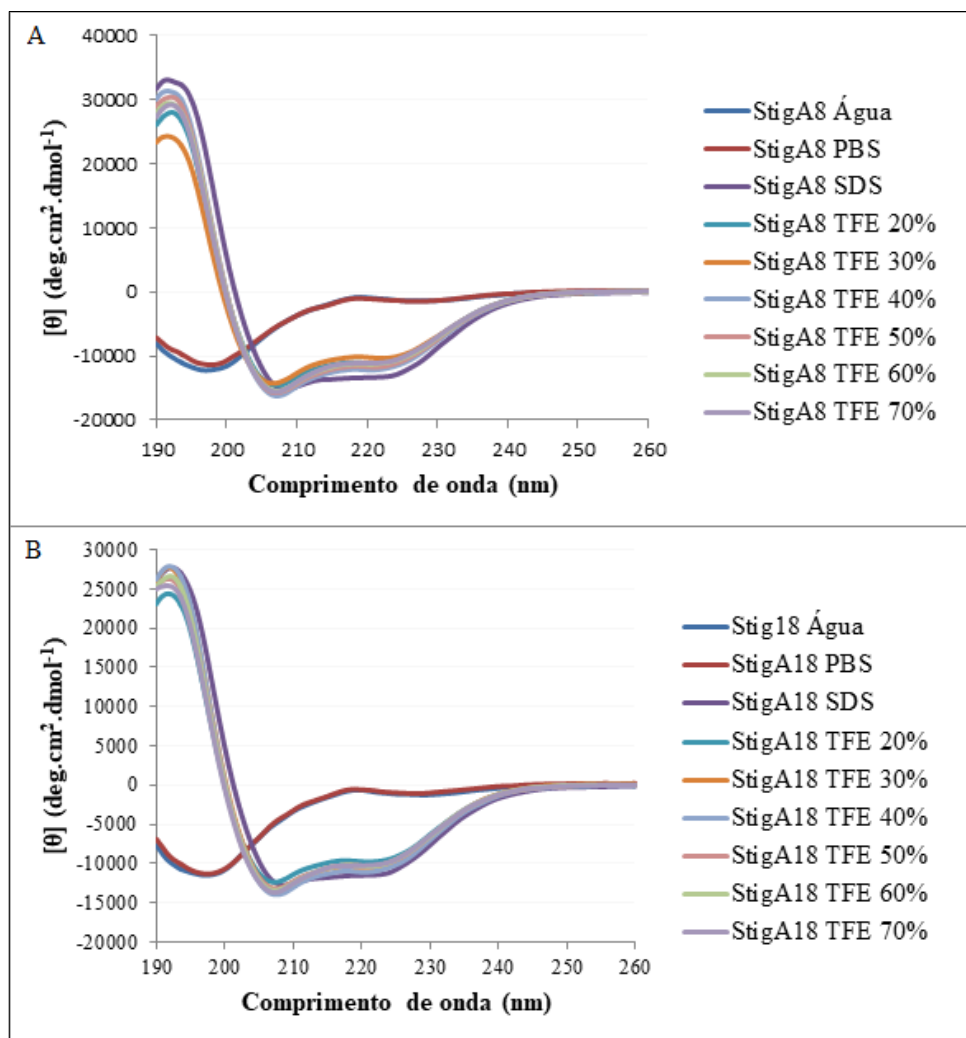 A
40000
30000
20000
10000
0
-10000
-20000
190 200 210 220 230 240 250 260
[θ] (deg.cm².dmol⁻¹)
Comprimento de onda (nm)
StigA8 Água
StigA8 PBS
StigA8 SDS
StigA8 TFE 20%
StigA8 TFE 30%
StigA8 TFE 40%
StigA8 TFE 50%
StigA8 TFE 60%
StigA8 TFE 70%
B
30000
25000
20000
15000
10000
5000
0
-5000
-10000
-15000
-20000
190 200 210 220 230 240 250 260
[θ] (deg.cm².dmol⁻¹)
Comprimento de onda (nm)
Stig18 Água
StigA18 PBS
StigA18 SDS
StigA18 TFE 20%
StigA18 TFE 30%
StigA18 TFE 40%
StigA18 TFE 50%
StigA18 TFE 60%
StigA18 TFE 70%